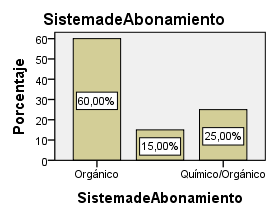 SistemadeAbonamiento
Porcentaje
60
50
40
30
20
10
0
60,00%
15,00%
25,00%
Orgánico
Químico/Orgánico
SistemadeAbonamiento